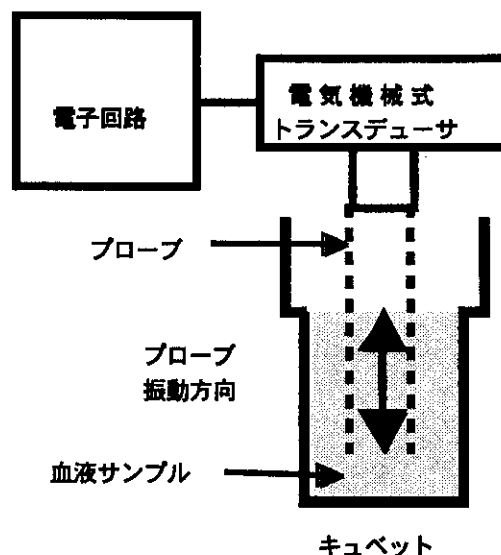 電子回路
電気機械式
トランスデューサ
プローブ
プローブ
振動方向
血液サンプル
キュベット